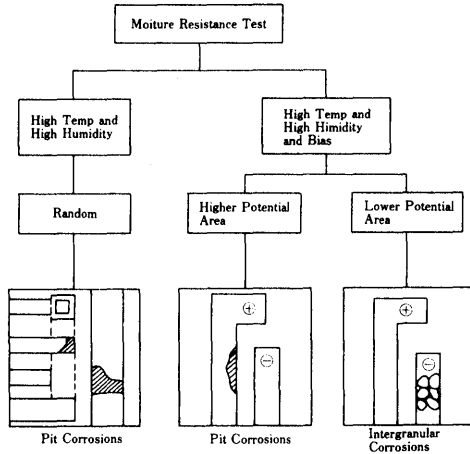 Moiture Resistance Test
High Temp and
High Humidity
High Temp and
High Himidity
and Bias
Random
Higher Potential
Area
Lower Potential
Area
+
−
+
−
Pit Corrosions
Pit Corrosions
Intergranular
Corrosions